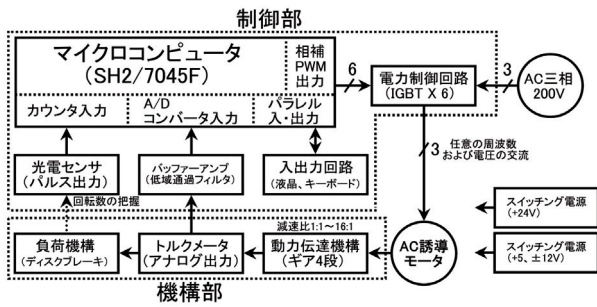 制御部
マイクロコンピュータ
(SH2/7045F)
相補
PWM
出力
カウンタ入力
A/D
コンバータ入力
パラレル
入・出力
6
電力制御回路
(IGBT X 6)
3
AC三相
200V
光電センサ
(パルス出力)
バッファーアンプ
(低域通過フィルタ)
入出力回路
(液晶、キーボード)
3
任意の周波数
および電圧の交流
回転数の把握
減速比1:1～16:1
負荷機構
(ディスクブレーキ)
トルクメータ
(アナログ出力)
動力伝達機構
(ギア4段)
AC誘導
モータ
スイッチング電源
(+24V)
スイッチング電源
(+5、±12V)
機構部